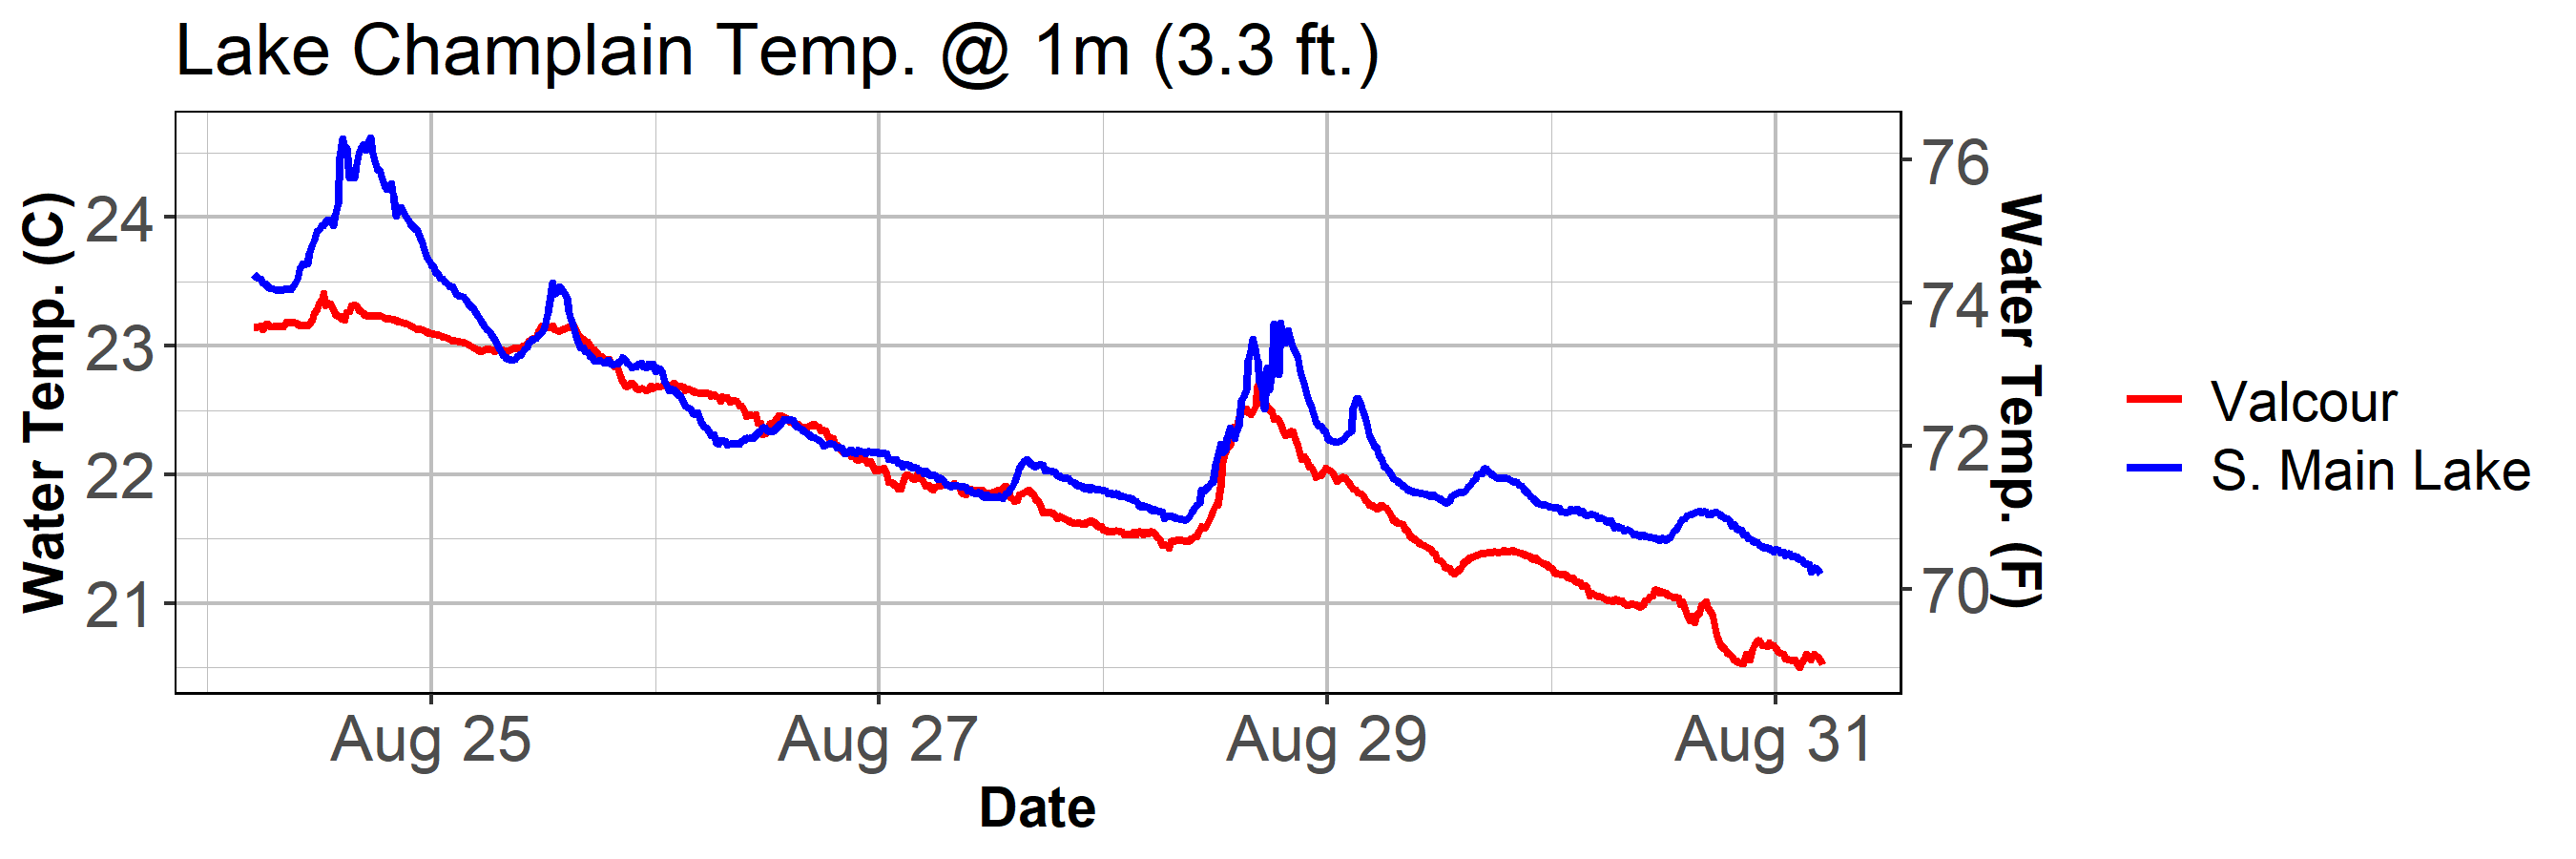 Lake Champlain Temp. @ 1m (3.3 ft.)
Water Temp. (C)
24
23
22
21
76
74
72
70
Water Temp. (F)
Aug 25
Aug 27
Aug 29
Aug 31
Date
Valcour
S. Main Lake